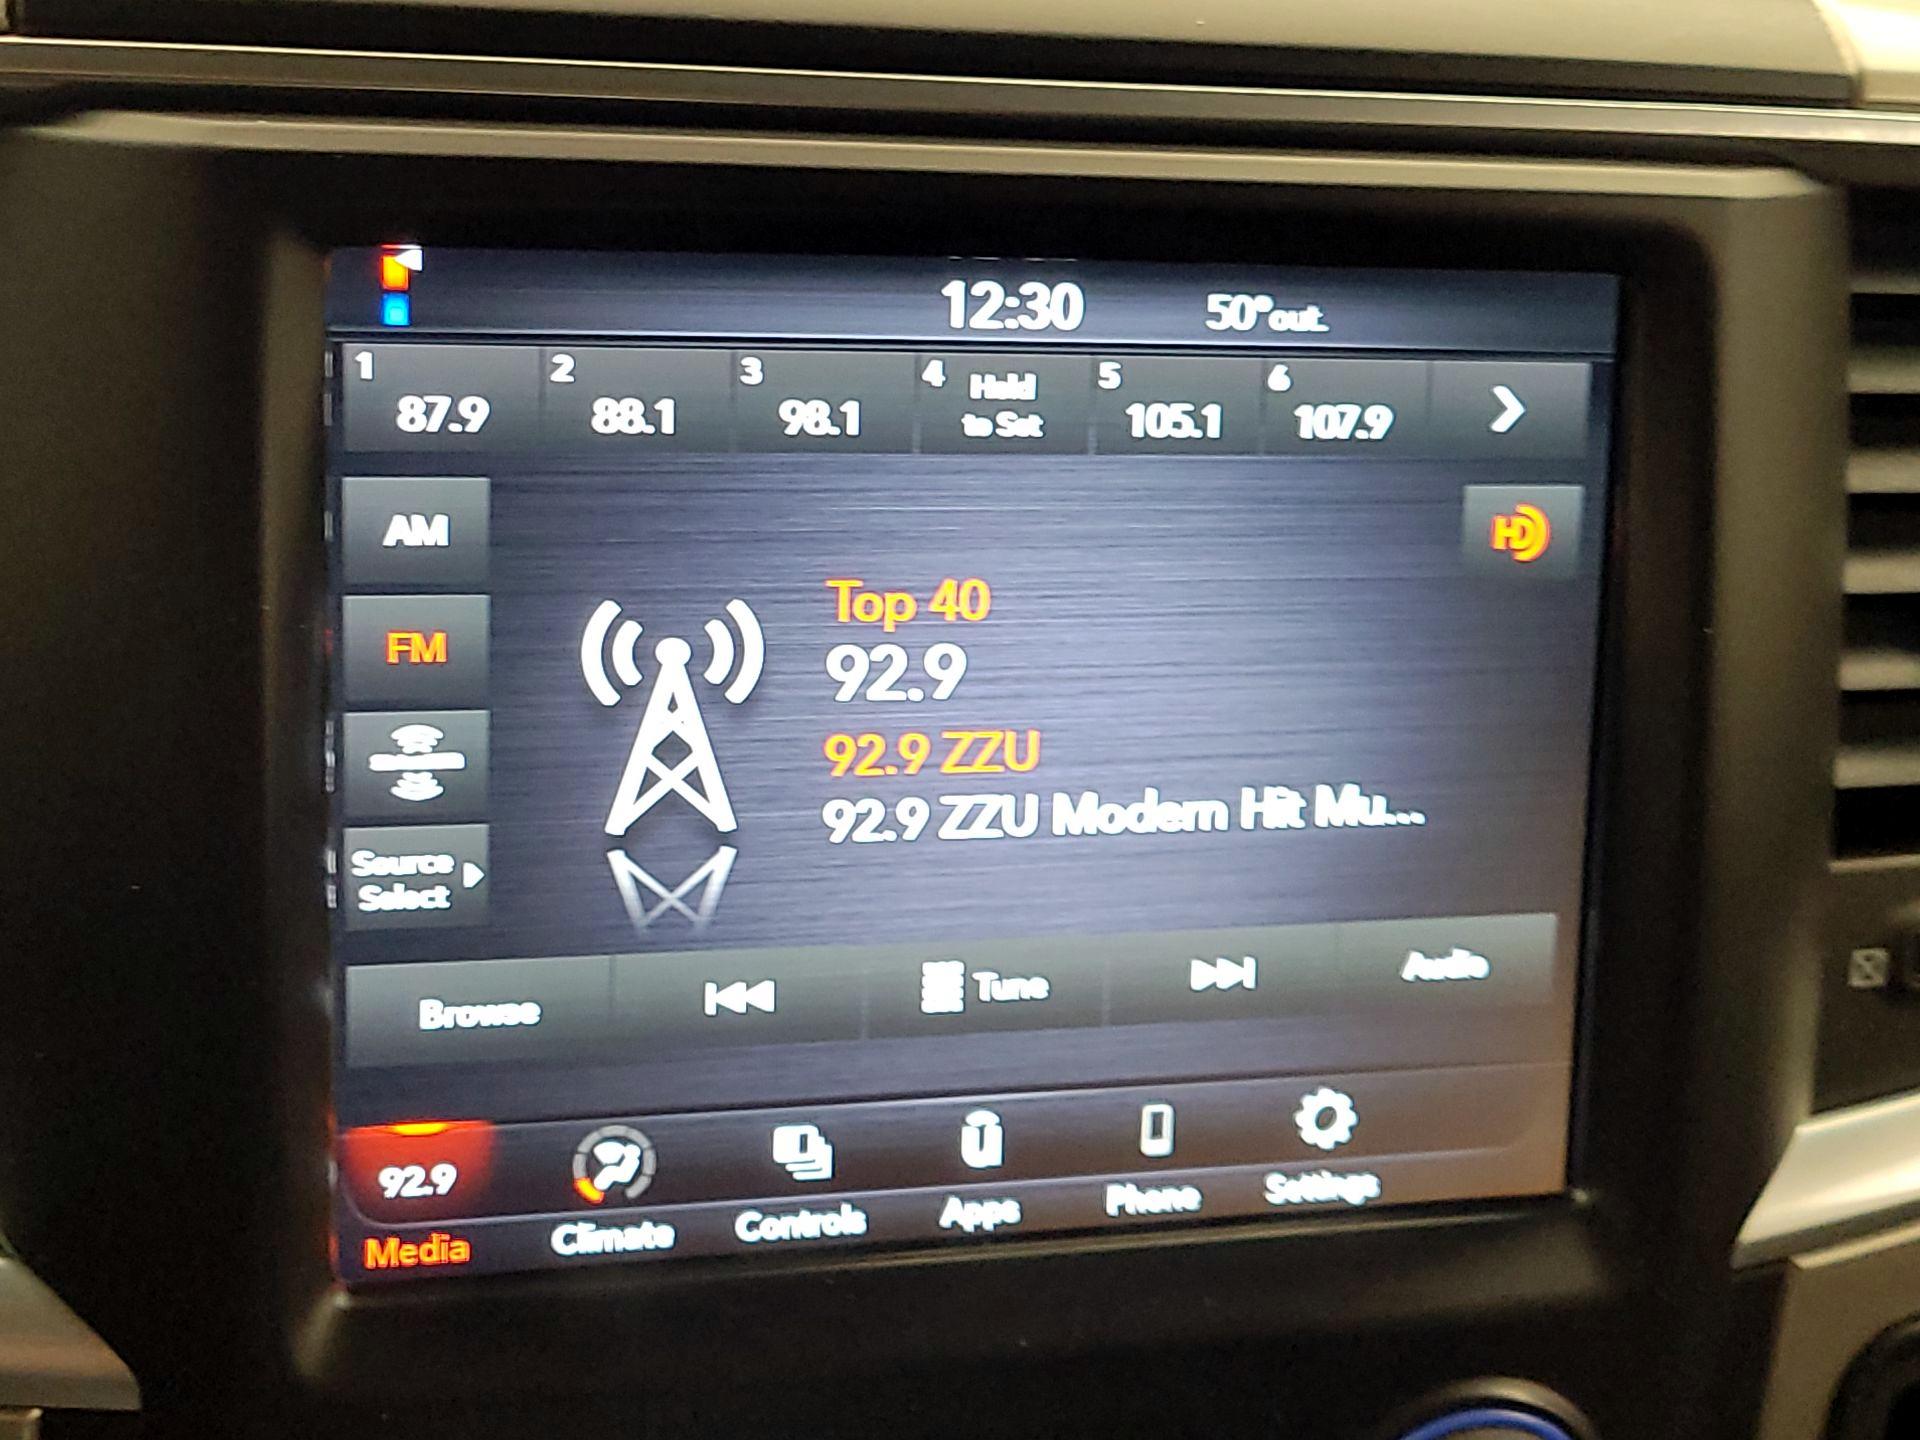 12:30 50°out.
1 2 3 4 Hold 5 6
87.9 88.1 98.1 to Set 105.1 107.9
AM
HD
Top 40
FM
92.9
92.9 ZZU
92.9 ZZU Modern Hit Mu...
Source
Select
Browse Tune Audio
92.9
Media Climate Controls Apps Phone Settings